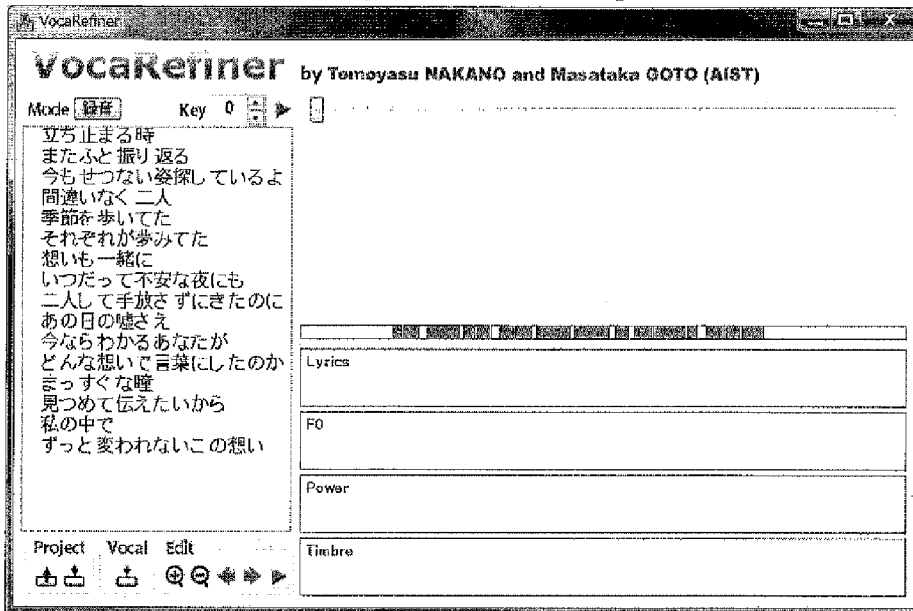 VocaRefiner
VocaRefiner by Tomoyasu NAKANO and Masataka GOTO (AIST)
Mode 録音 Key 0
立ち止まる時
またふと振り返る
今もせつない姿探しているよ
間違いなく二人
季節を歩いてた
それぞれが夢みてた
想いも一緒に
いつだって不安な夜にも
二人して手放さずにきたのに
あの日の嘘さえ
今ならわかるあなたが
どんな想いで言葉にしたのか
まっすぐな瞳
見つめて伝えたいから
私の中で
ずっと変われないこの想い
Lyrics
F0
Power
Timbre
Project Vocal Edit